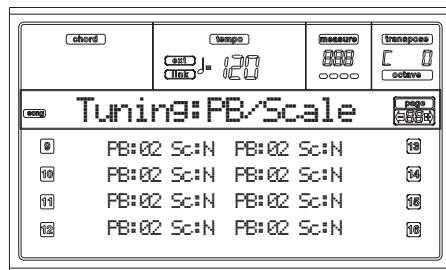 chord tempo measure transpose
ext link ♩= 120 888 C 0
octave
song Tuning:PB/Scale page 88
9 PB:02 Sc:N PB:02 Sc:N 13
10 PB:02 Sc:N PB:02 Sc:N 14
11 PB:02 Sc:N PB:02 Sc:N 15
12 PB:02 Sc:N PB:02 Sc:N 16